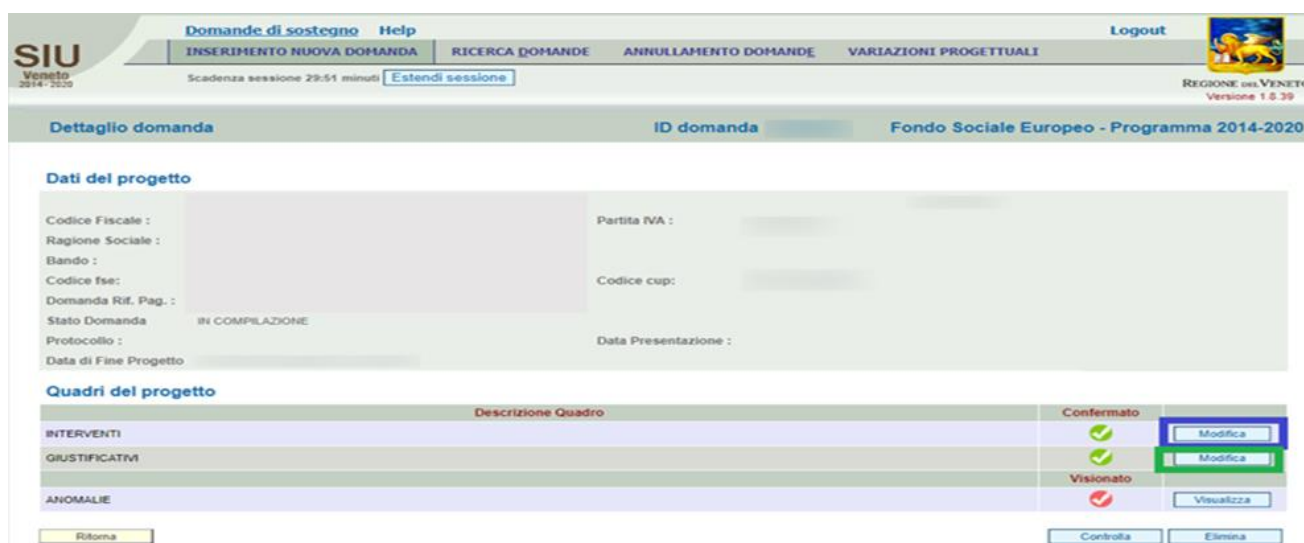 Domande di sostegno Help Logout
SIU
Veneto
2014-2020
INSERIMENTO NUOVA DOMANDA RICERCA DOMANDE ANNULLAMENTO DOMANDE VARIAZIONI PROGETTUALI
Scadenza sessione 29:51 minuti Estendi sessione
REGIONE DEL VENETO
Versione 1.8.39
Dettaglio domanda ID domanda Fondo Sociale Europeo - Programma 2014-2020
Dati del progetto
Codice Fiscale : Partita IVA :
Ragione Sociale :
Bando :
Codice fse: Codice cup:
Domanda Rif. Pag. :
Stato Domanda IN COMPILAZIONE
Protocollo : Data Presentazione :
Data di Fine Progetto
Quadri del progetto
Descrizione Quadro Confermato
INTERVENTI Modifica
GIUSTIFICATIVI Modifica
Visionato
ANOMALIE Visualizza
Ritorna Controlla Elimina